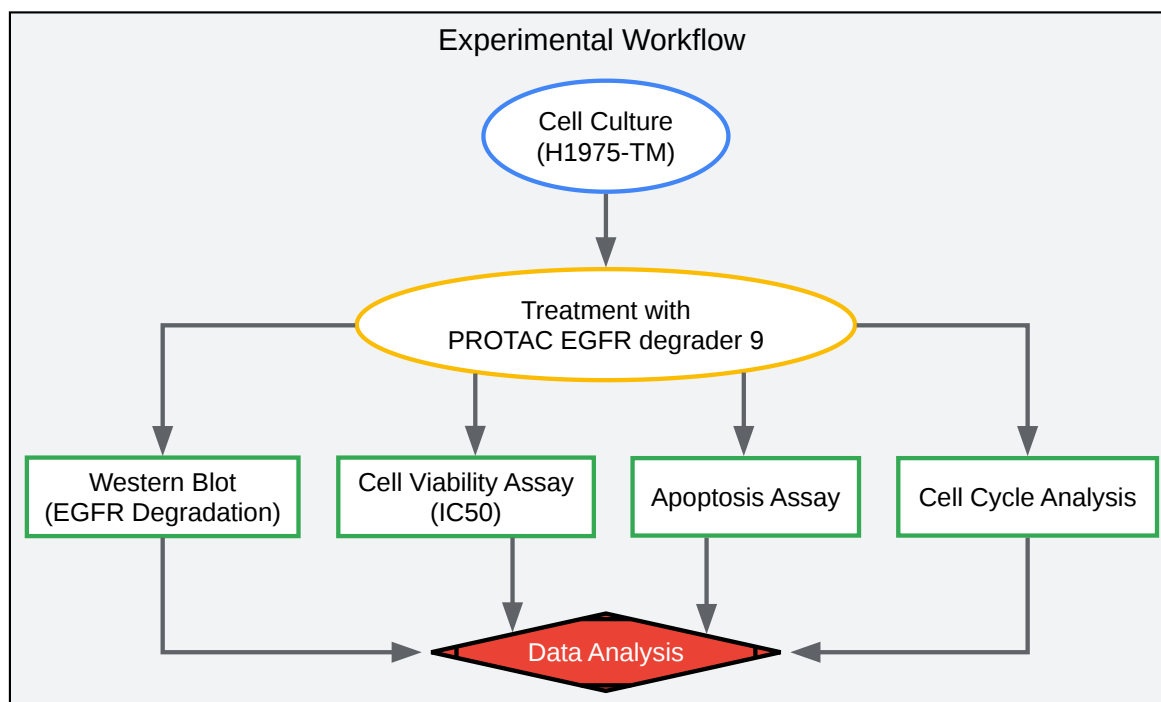 Experimental Workflow
Cell Culture
(H1975-TM)
Treatment with
PROTAC EGFR degrader 9
Western Blot
(EGFR Degradation)
Cell Viability Assay
(IC50)
Apoptosis Assay
Cell Cycle Analysis
Data Analysis